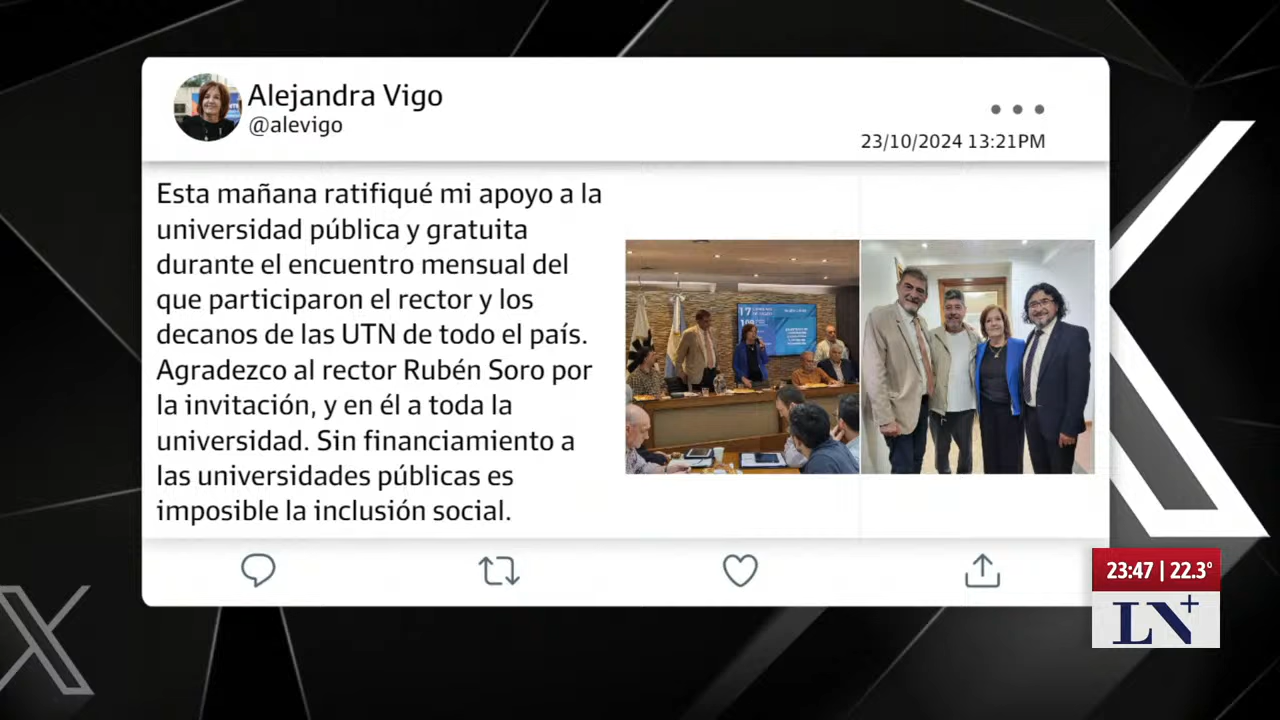 Alejandra Vigo
@alevigo
23/10/2024 13:21PM
Esta mañana ratifiqué mi apoyo a la
universidad pública y gratuita
durante el encuentro mensual del
que participaron el rector y los
decanos de las UTN de todo el país.
Agradezco al rector Rubén Soro por
la invitación, y en él a toda la
universidad. Sin financiamiento a
las universidades públicas es
imposible la inclusión social.
23:47 | 22.3°
LN+